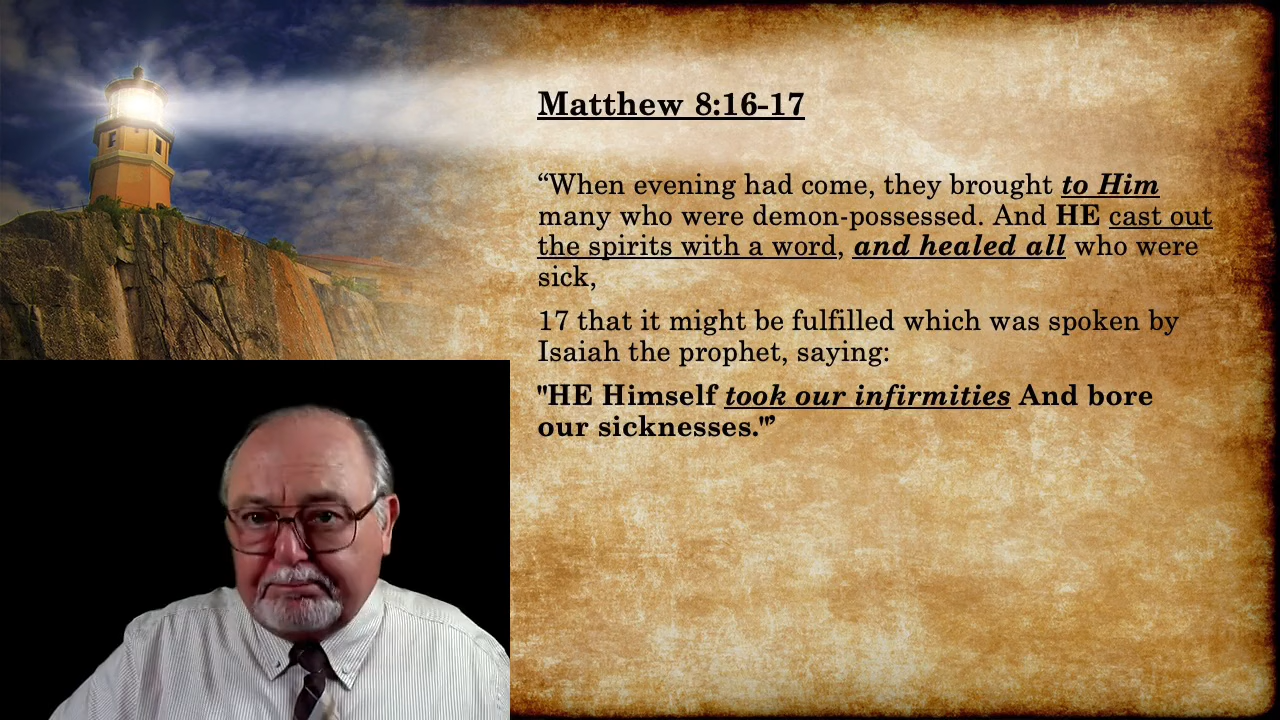 Matthew 8:16-17
“When evening had come, they brought to Him
many who were demon-possessed. And HE cast out
the spirits with a word, and healed all who were
sick,
17 that it might be fulfilled which was spoken by
Isaiah the prophet, saying:
"HE Himself took our infirmities And bore
our sicknesses."”